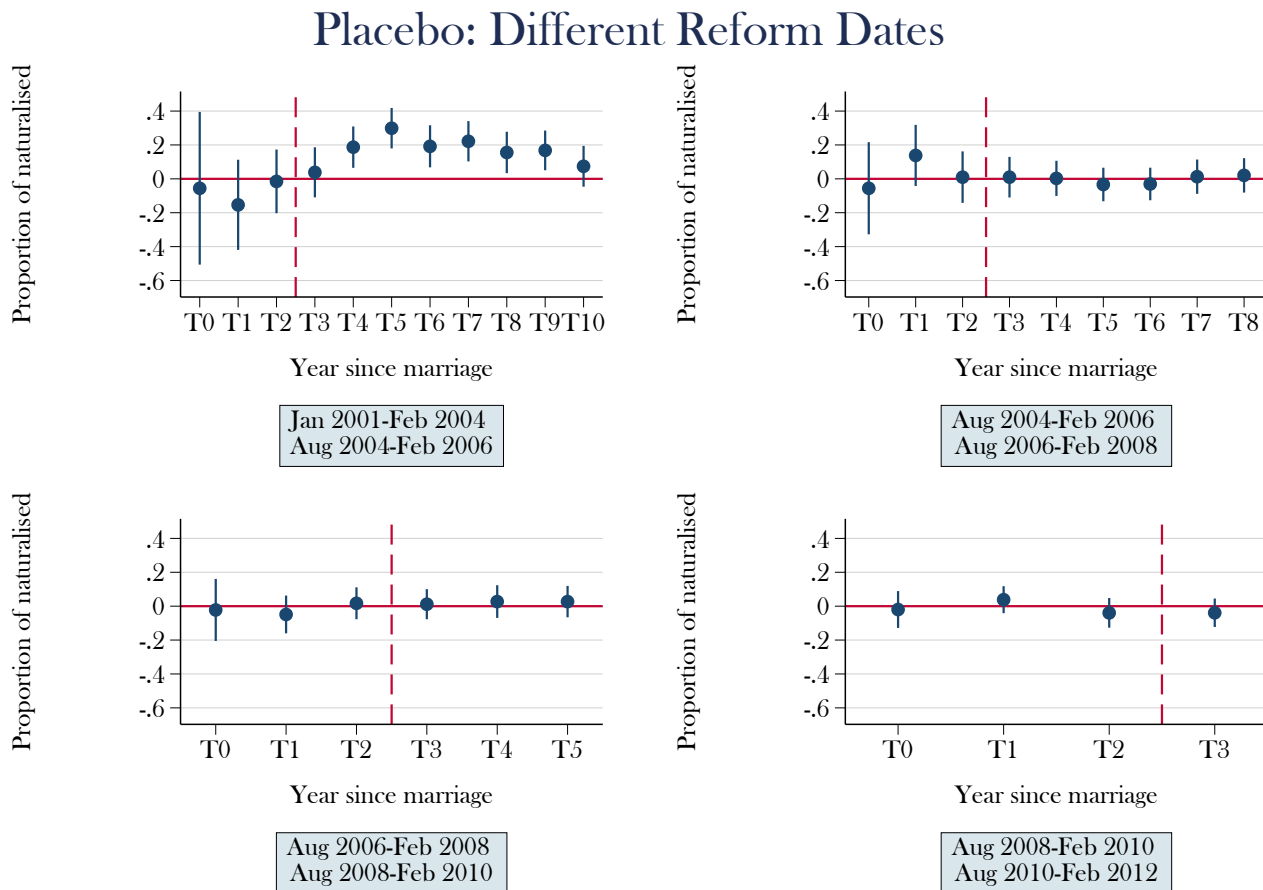 Placebo: Different Reform Dates
Proportion of naturalised
.4
.2
0
-.2
-.4
-.6
T0 T1 T2 T3 T4 T5 T6 T7 T8 T9 T10
Year since marriage
Jan 2001-Feb 2004
Aug 2004-Feb 2006
Proportion of naturalised
.4
.2
0
-.2
-.4
-.6
T0 T1 T2 T3 T4 T5 T6 T7 T8
Year since marriage
Aug 2004-Feb 2006
Aug 2006-Feb 2008
Proportion of naturalised
.4
.2
0
-.2
-.4
-.6
T0 T1 T2 T3 T4 T5
Year since marriage
Aug 2006-Feb 2008
Aug 2008-Feb 2010
Proportion of naturalised
.4
.2
0
-.2
-.4
-.6
T0 T1 T2 T3
Year since marriage
Aug 2008-Feb 2010
Aug 2010-Feb 2012